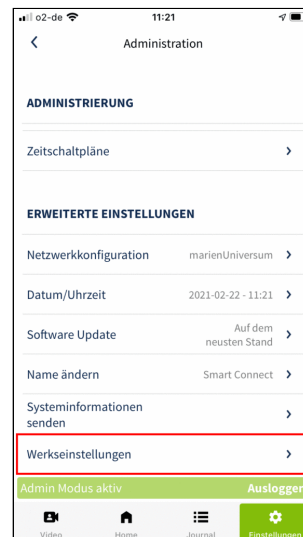 o2-de 11:21
Administration
ADMINISTRIERUNG
Zeitschaltpläne
ERWEITERTE EINSTELLUNGEN
Netzwerkkonfiguration marienUniversum
Datum/Uhrzeit 2021-02-22 - 11:21
Software Update Auf dem
neusten Stand
Name ändern Smart Connect
Systeminformationen
senden
Werkseinstellungen
Admin Modus aktiv Ausloggen
Video Home Journal Einstellungen